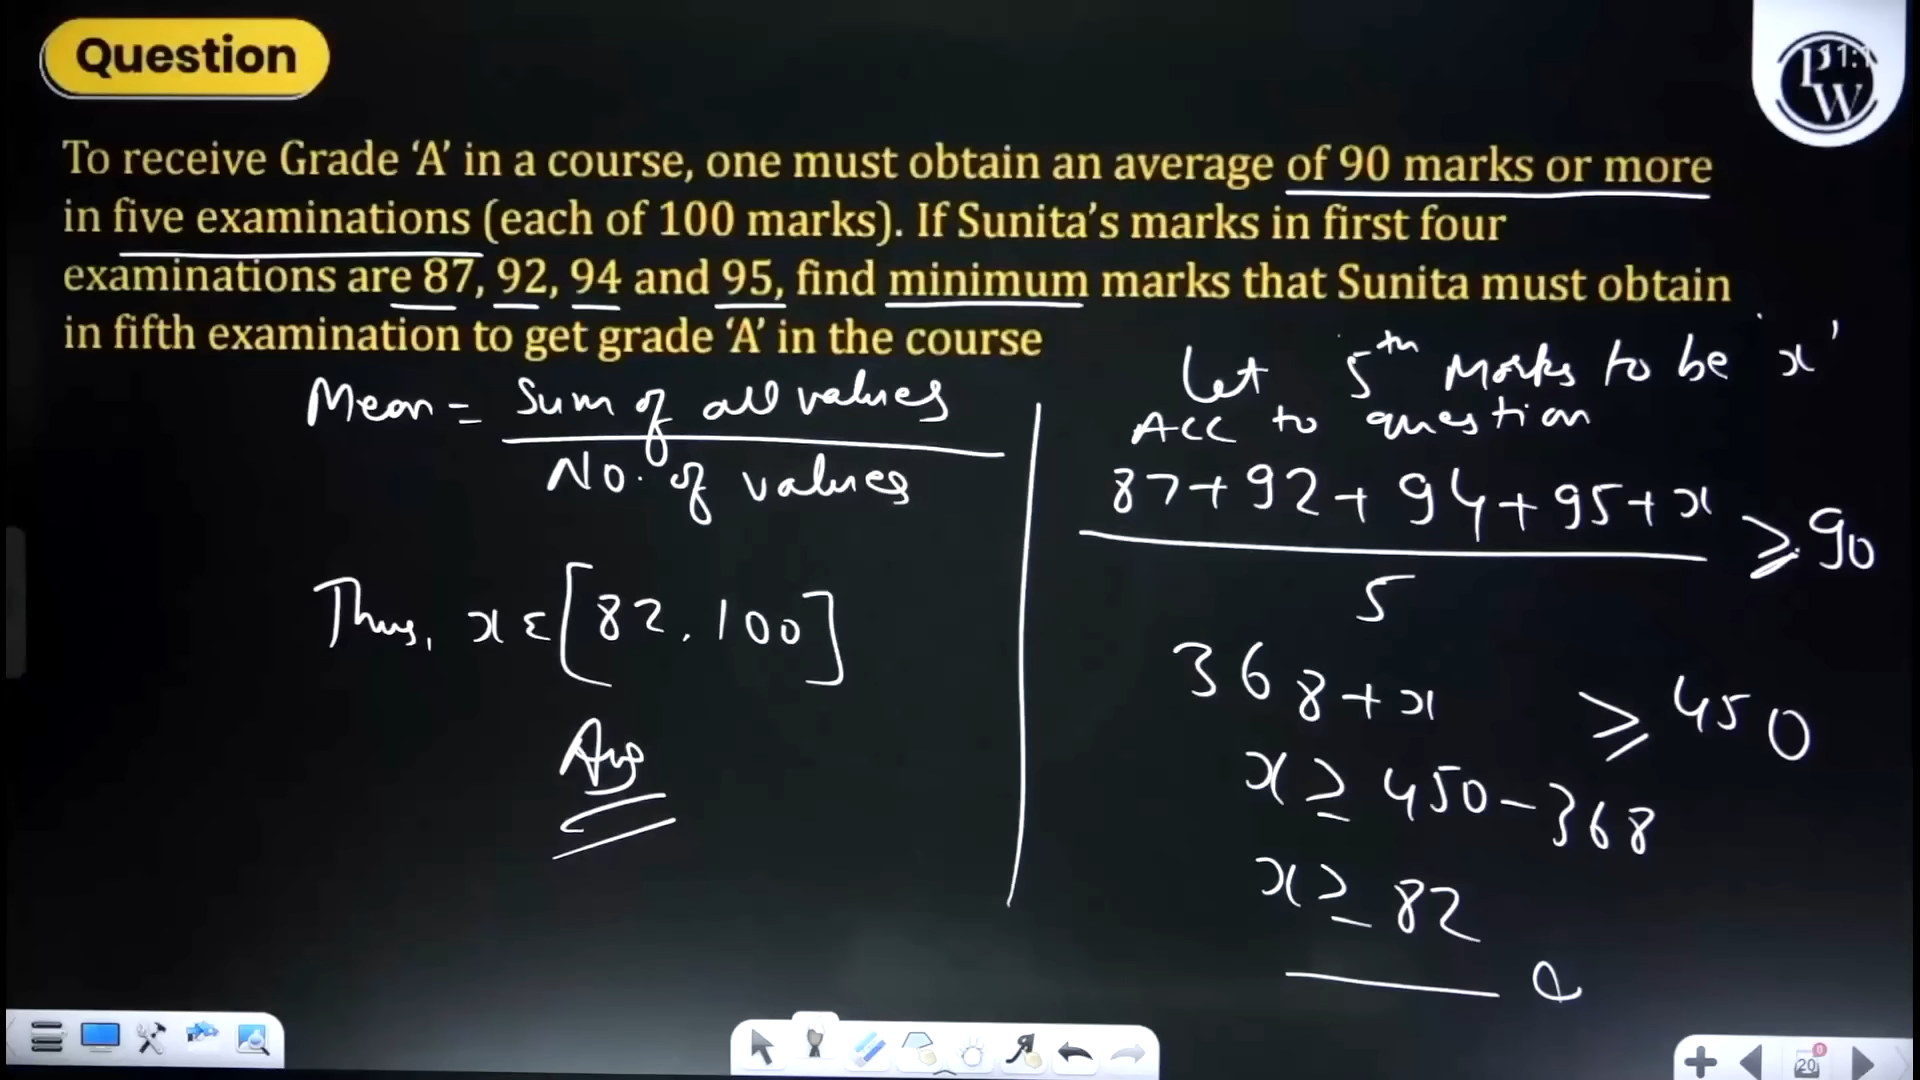 Question
To receive Grade ‘A’ in a course, one must obtain an average of 90 marks or more
in five examinations (each of 100 marks). If Sunita’s marks in first four
examinations are 87, 92, 94 and 95, find minimum marks that Sunita must obtain
in fifth examination to get grade ‘A’ in the course
Mean = Sum of all values
No. of values
Thus, x ε [82, 100]
Ans
Let 5th Marks to be 'x'
ACC to question
87+92+94+95+x
≥ 90
5
368+x ≥ 450
x ≥ 450-368
x ≥ 82
PW
20